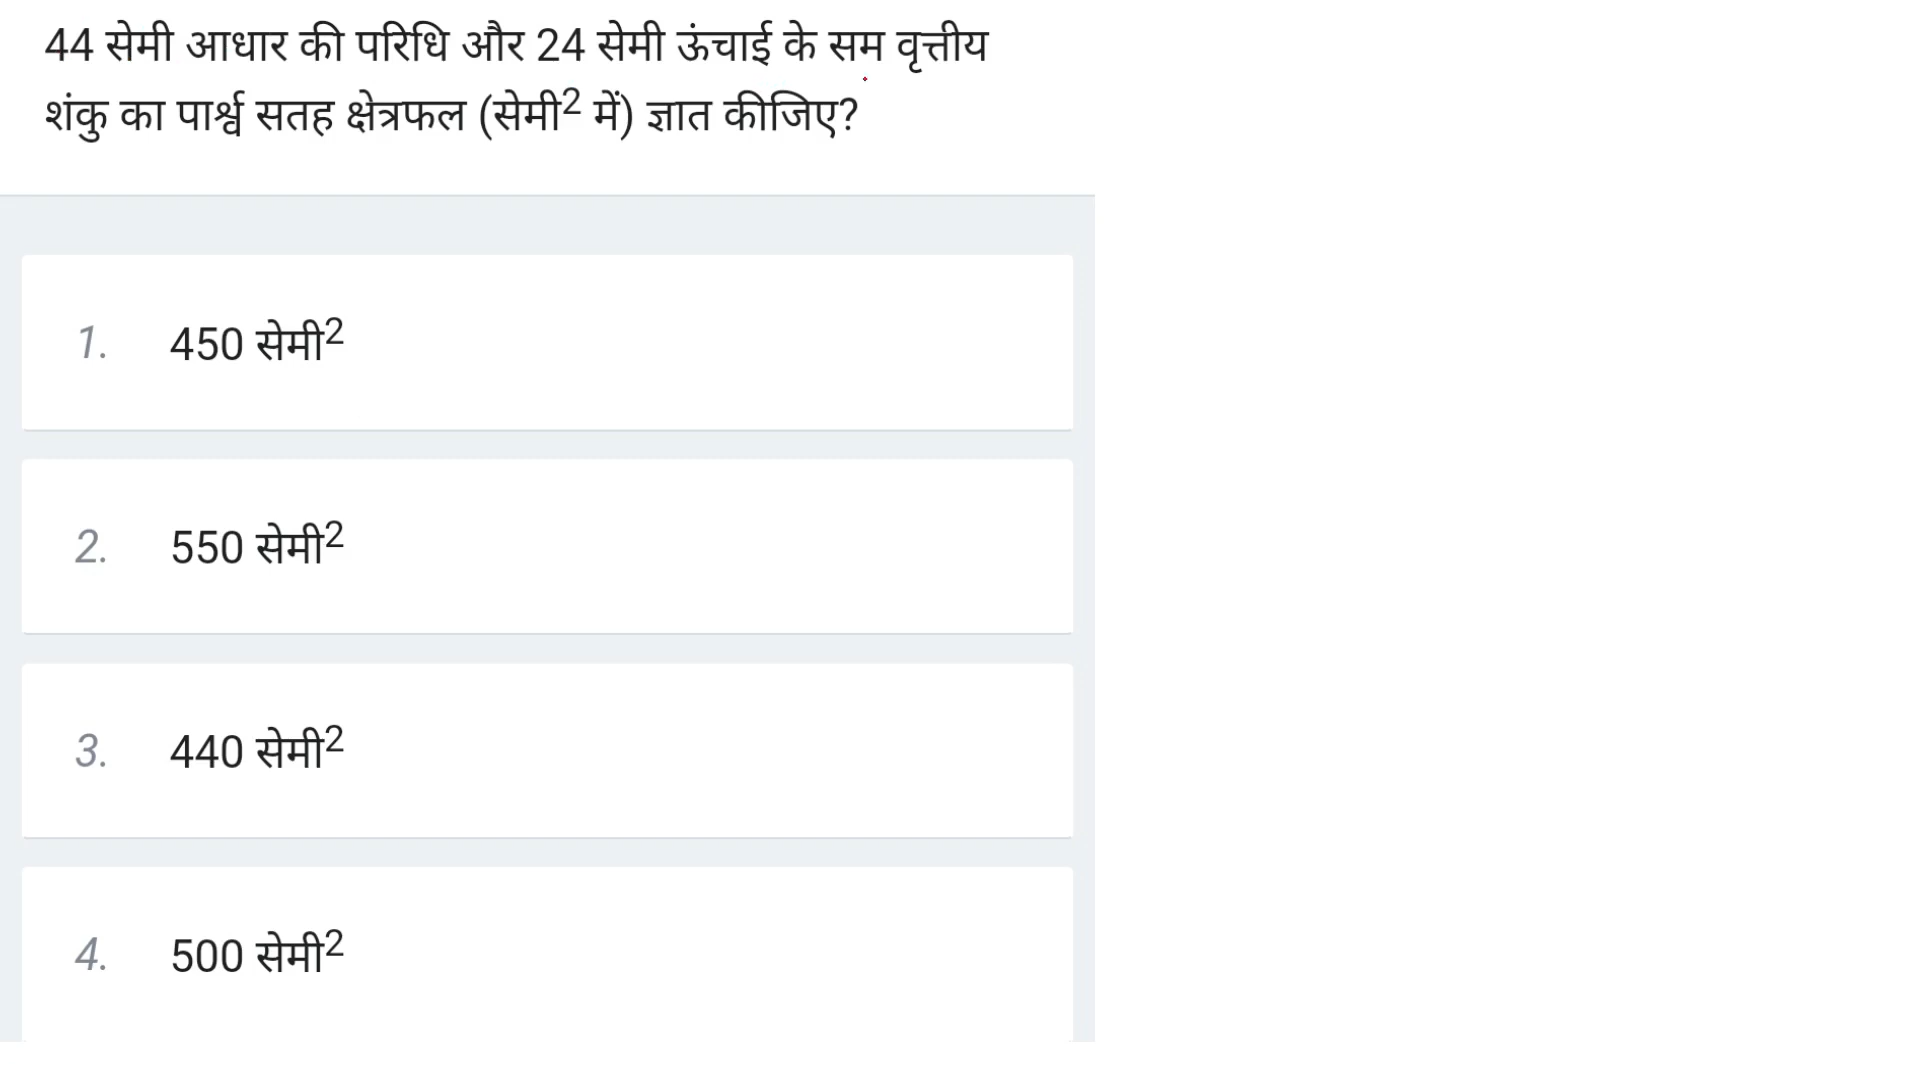 44 सेमी आधार की परिधि और 24 सेमी ऊंचाई के सम वृत्तीय
शंकु का पार्श्व सतह क्षेत्रफल (सेमी² में) ज्ञात कीजिए?
1. 450 सेमी²
2. 550 सेमी²
3. 440 सेमी²
4. 500 सेमी²